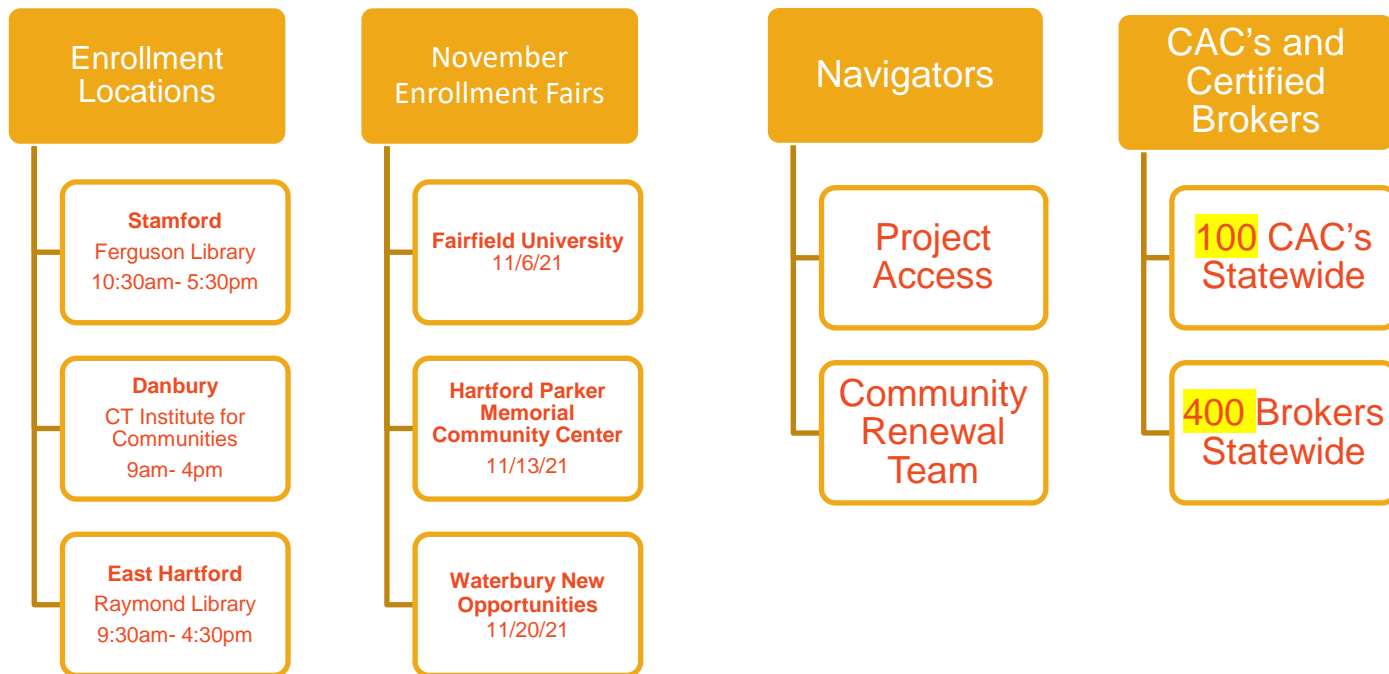 Enrollment
Locations
Stamford
Ferguson Library
10:30am- 5:30pm
Danbury
CT Institute for
Communities
9am- 4pm
East Hartford
Raymond Library
9:30am- 4:30pm
November
Enrollment Fairs
Fairfield University
11/6/21
Hartford Parker
Memorial
Community Center
11/13/21
Waterbury New
Opportunities
11/20/21
Navigators
Project
Access
Community
Renewal
Team
CAC's and
Certified
Brokers
100 CAC's
Statewide
400 Brokers
Statewide